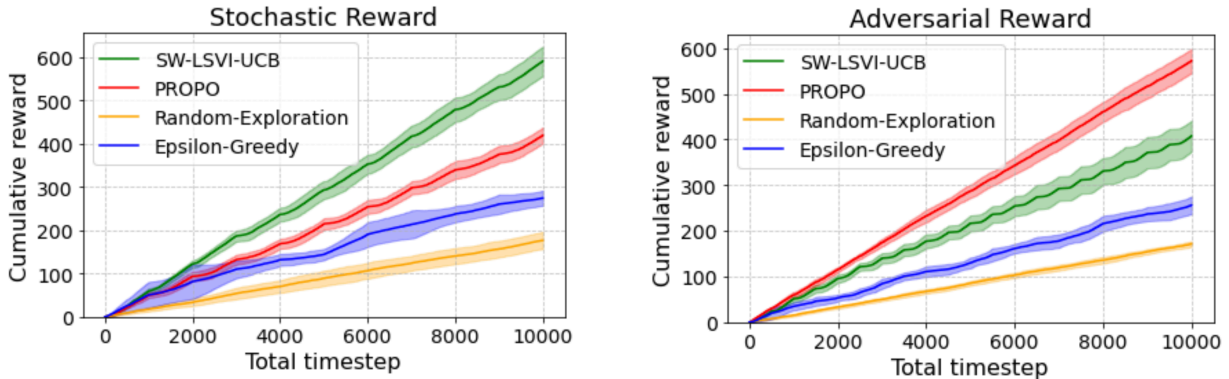 Stochastic Reward
Cumulative reward
600
500
400
300
200
100
0
SW-LSVI-UCB
PROPO
Random-Exploration
Epsilon-Greedy
0 2000 4000 6000 8000 10000
Total timestep
Adversarial Reward
Cumulative reward
600
500
400
300
200
100
0
SW-LSVI-UCB
PROPO
Random-Exploration
Epsilon-Greedy
0 2000 4000 6000 8000 10000
Total timestep